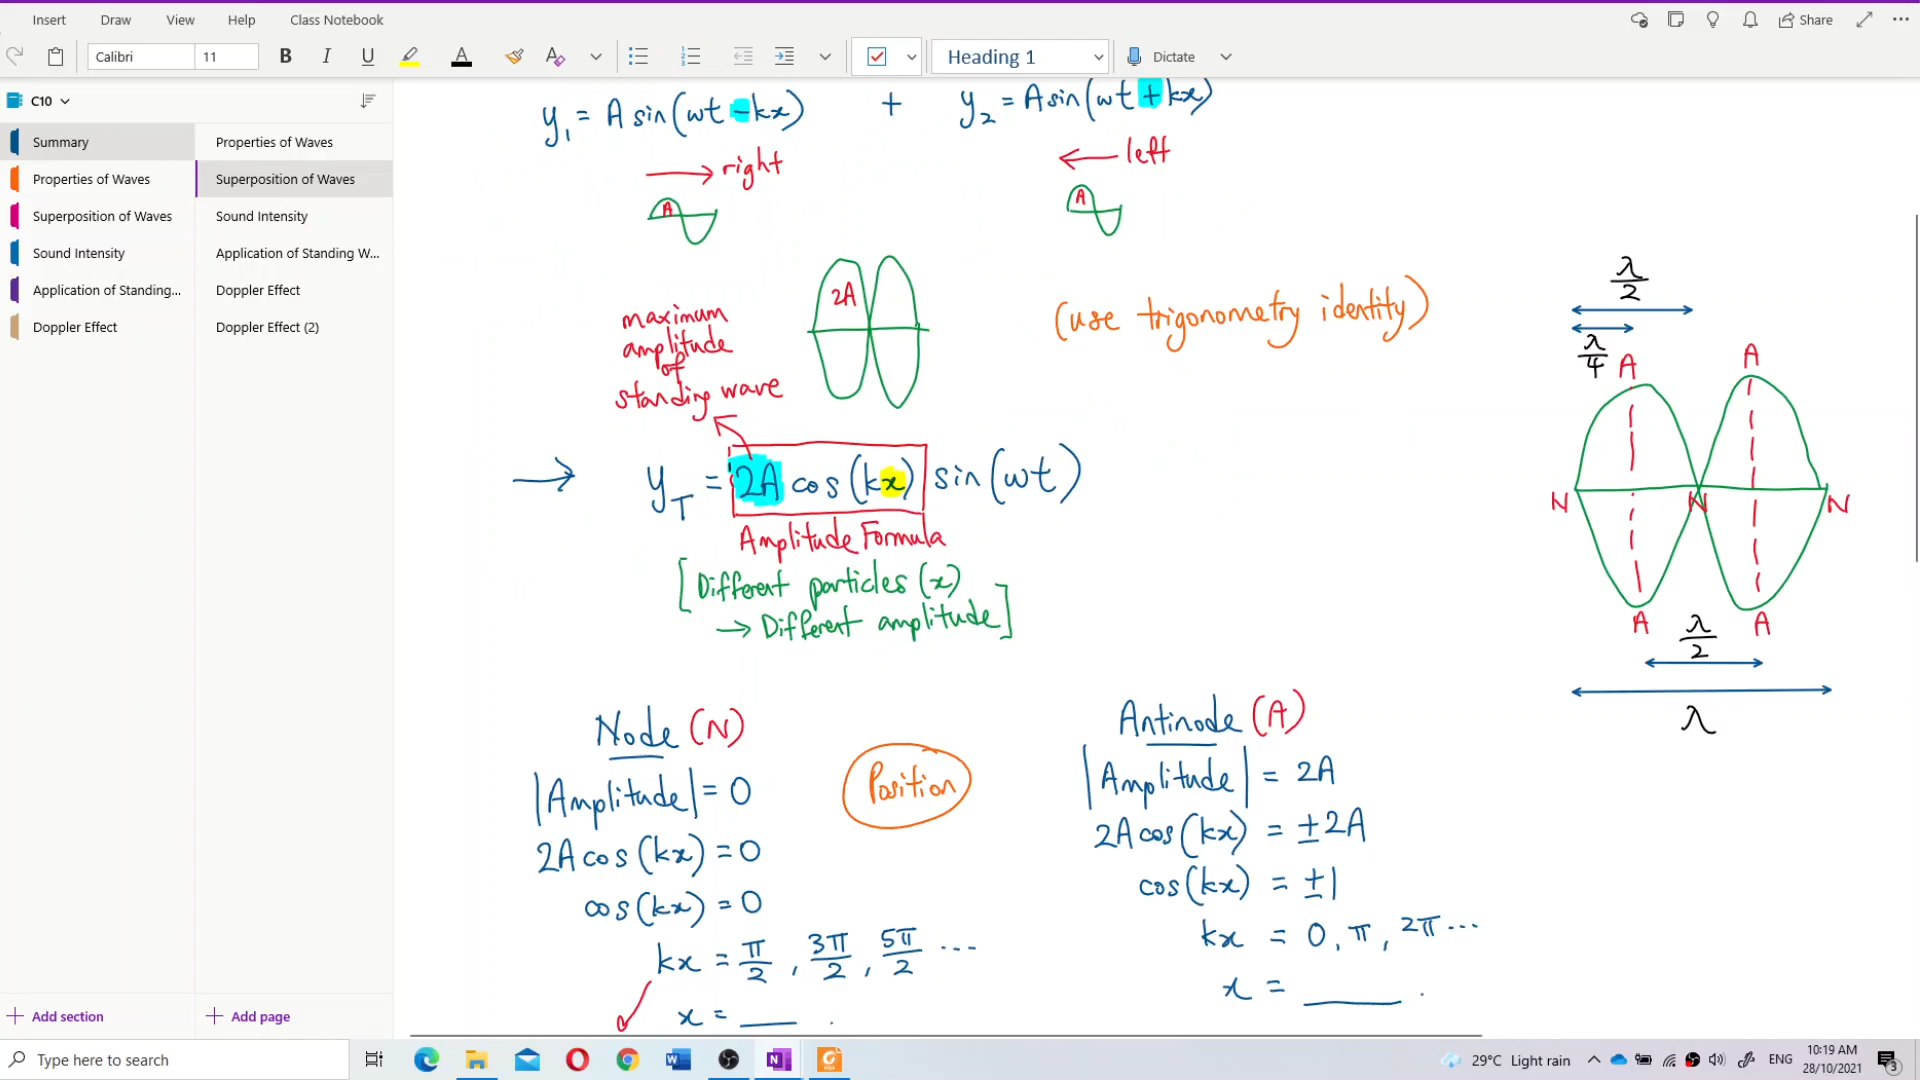 Insert Draw View Help Class Notebook
Share
Calibri 11 B I U A Heading 1 Dictate
C10
Summary
Properties of Waves
Superposition of Waves
Sound Intensity
Application of Standing...
Doppler Effect
Properties of Waves
Superposition of Waves
Sound Intensity
Application of Standing W...
Doppler Effect
Doppler Effect (2)
Add section
Add page
y₁ = A sin(ωt - kx) + y₂ = A sin(ωt + kx)
→ right
← left
A
A
2A
maximum
amplitude
of
standing wave
(use trigonometry identity)
→ y_T = 2A cos(kx) sin(ωt)
Amplitude Formula
[Different particles (x)
→ Different amplitude]
λ/2
λ/4
A A
N N N
A A
λ/2
λ
Node (N)
|Amplitude| = 0
2A cos(kx) = 0
cos(kx) = 0
kx = π/2, 3π/2, 5π/2 ...
x = ___ .
Position
Antinode (A)
|Amplitude| = 2A
2A cos(kx) = ±2A
cos(kx) = ±1
kx = 0, π, 2π...
x = ____ .
Type here to search
29°C Light rain
ENG
10:19 AM
28/10/2021
3